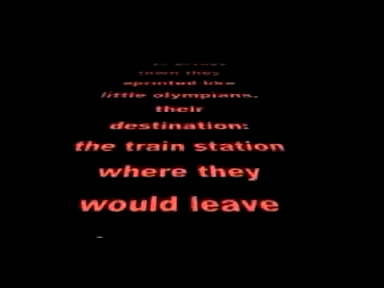 town they
sprinted like
little olympians,
their
destination:
the train station
where they
would leave